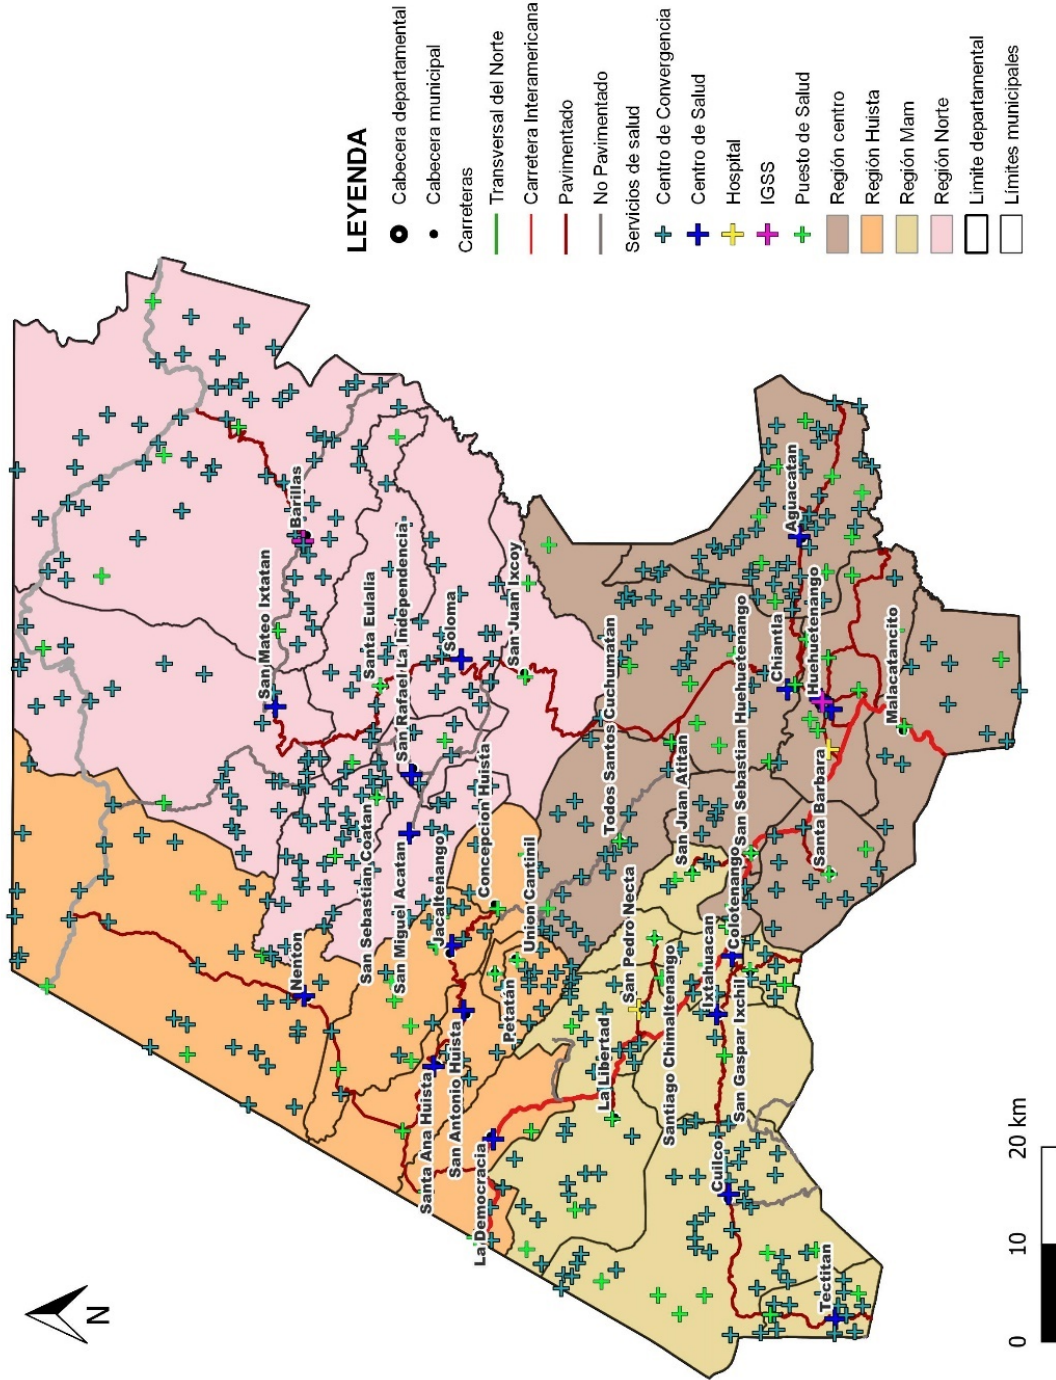 N
LEYENDA
Cabecera departamental
Cabecera municipal
Carreteras
Transversal del Norte
Carretera Interamericana
Pavimentado
No Pavimentado
Servicios de salud
Centro de Convergencia
Centro de Salud
Hospital
IGSS
Puesto de Salud
Región centro
Región Huista
Región Mam
Región Norte
Limite departamental
Límites municipales
Barillas
San Mateo Ixtatan
Santa Eulalia
San Rafael La Independencia
Soloma
San Juan Ixcoy
Nenton
San Sebastian Coatan
San Miguel Acatan
Jacaltenango
Concepcion Huista
Union Cantinil
Petatán
Santa Ana Huista
San Antonio Huista
La Democracia
Todos Santos Cuchumatan
San Pedro Necta
La Libertad
San Juan Atitan
Santiago Chimaltenango
San Sebastian Huehuetenango
Aguacatan
Chiantla
Huehuetenango
Malacatancito
Santa Barbara
Colotenango
Ixtahuacan
San Gaspar Ixchil
Cuilco
Tectitan
0 10 20 km